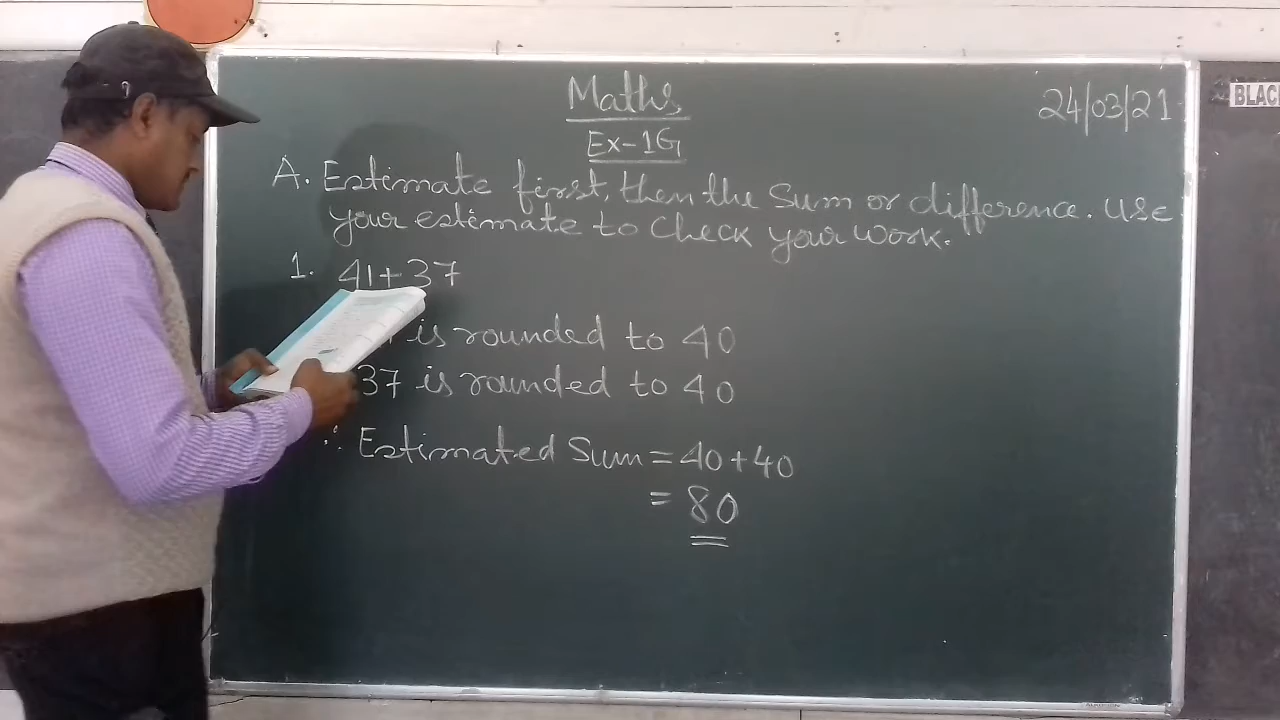 Maths
24/03/21
Ex-1G
A. Estimate first, then the Sum or difference. Use
your estimate to Check your work.
1. 41+37
is rounded to 40
37 is rounded to 40
∴ Estimated Sum = 40+40
= 80
BLAC